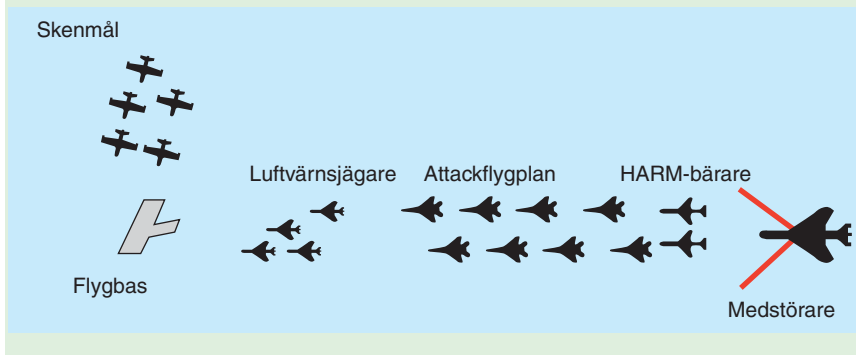 Skenmål
Luftvärnsjägare
Attackflygplan
HARM-bärare
Flygbas
Medstörare